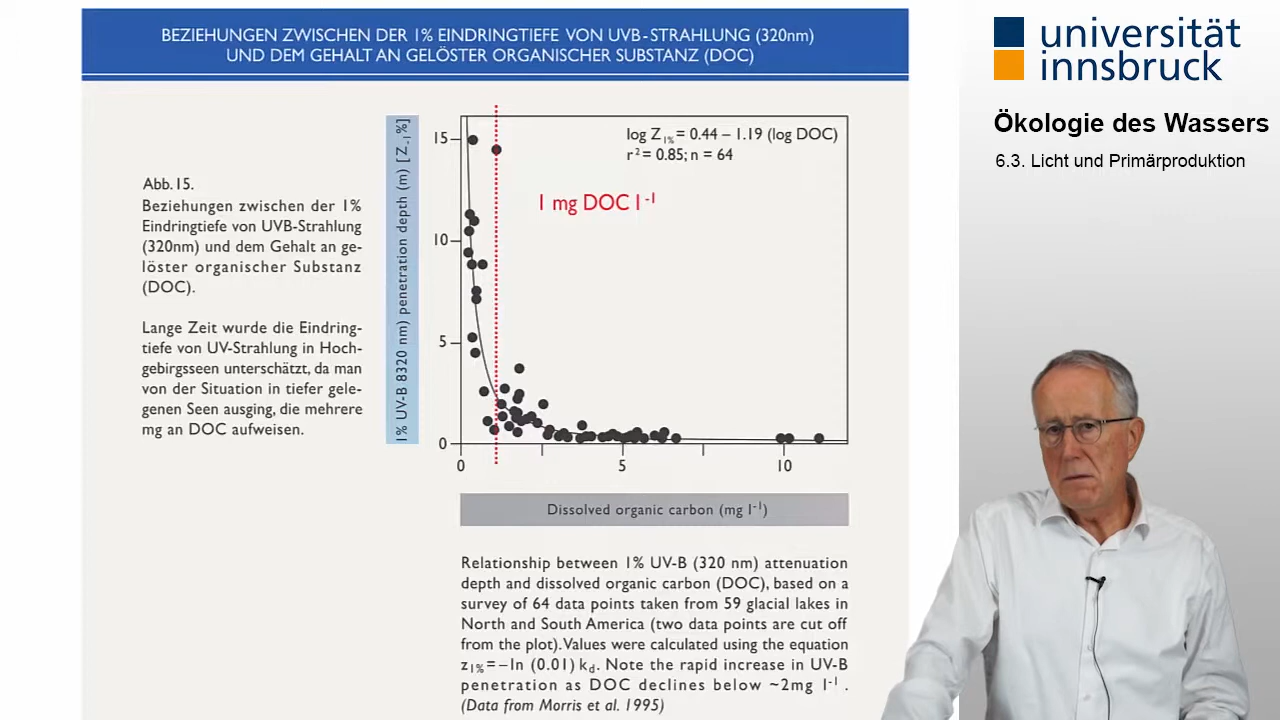 BEZIEHUNGEN ZWISCHEN DER 1% EINDRINGTIEFE VON UVB-STRAHLUNG (320nm)
UND DEM GEHALT AN GELÖSTER ORGANISCHER SUBSTANZ (DOC)
universität
innsbruck
Ökologie des Wassers
6.3. Licht und Primärproduktion
Abb. 15.
Beziehungen zwischen der 1%
Eindringtiefe von UVB-Strahlung
(320nm) und dem Gehalt an ge-
löster organischer Substanz
(DOC).
Lange Zeit wurde die Eindring-
tiefe von UV-Strahlung in Hoch-
gebirgsseen unterschätzt, da man
von der Situation in tiefer gele-
genen Seen ausging, die mehrere
mg an DOC aufweisen.
1% UV-B 8320 nm) penetration depth (m) [Z-1%]
15
10
5
0
log Z1% = 0.44 – 1.19 (log DOC)
r² = 0.85; n = 64
1 mg DOC l⁻¹
0
5
10
Dissolved organic carbon (mg l⁻¹)
Relationship between 1% UV-B (320 nm) attenuation
depth and dissolved organic carbon (DOC), based on a
survey of 64 data points taken from 59 glacial lakes in
North and South America (two data points are cut off
from the plot). Values were calculated using the equation
z1% = –ln (0.01) kd. Note the rapid increase in UV-B
penetration as DOC declines below ~2mg l⁻¹ .
(Data from Morris et al. 1995)